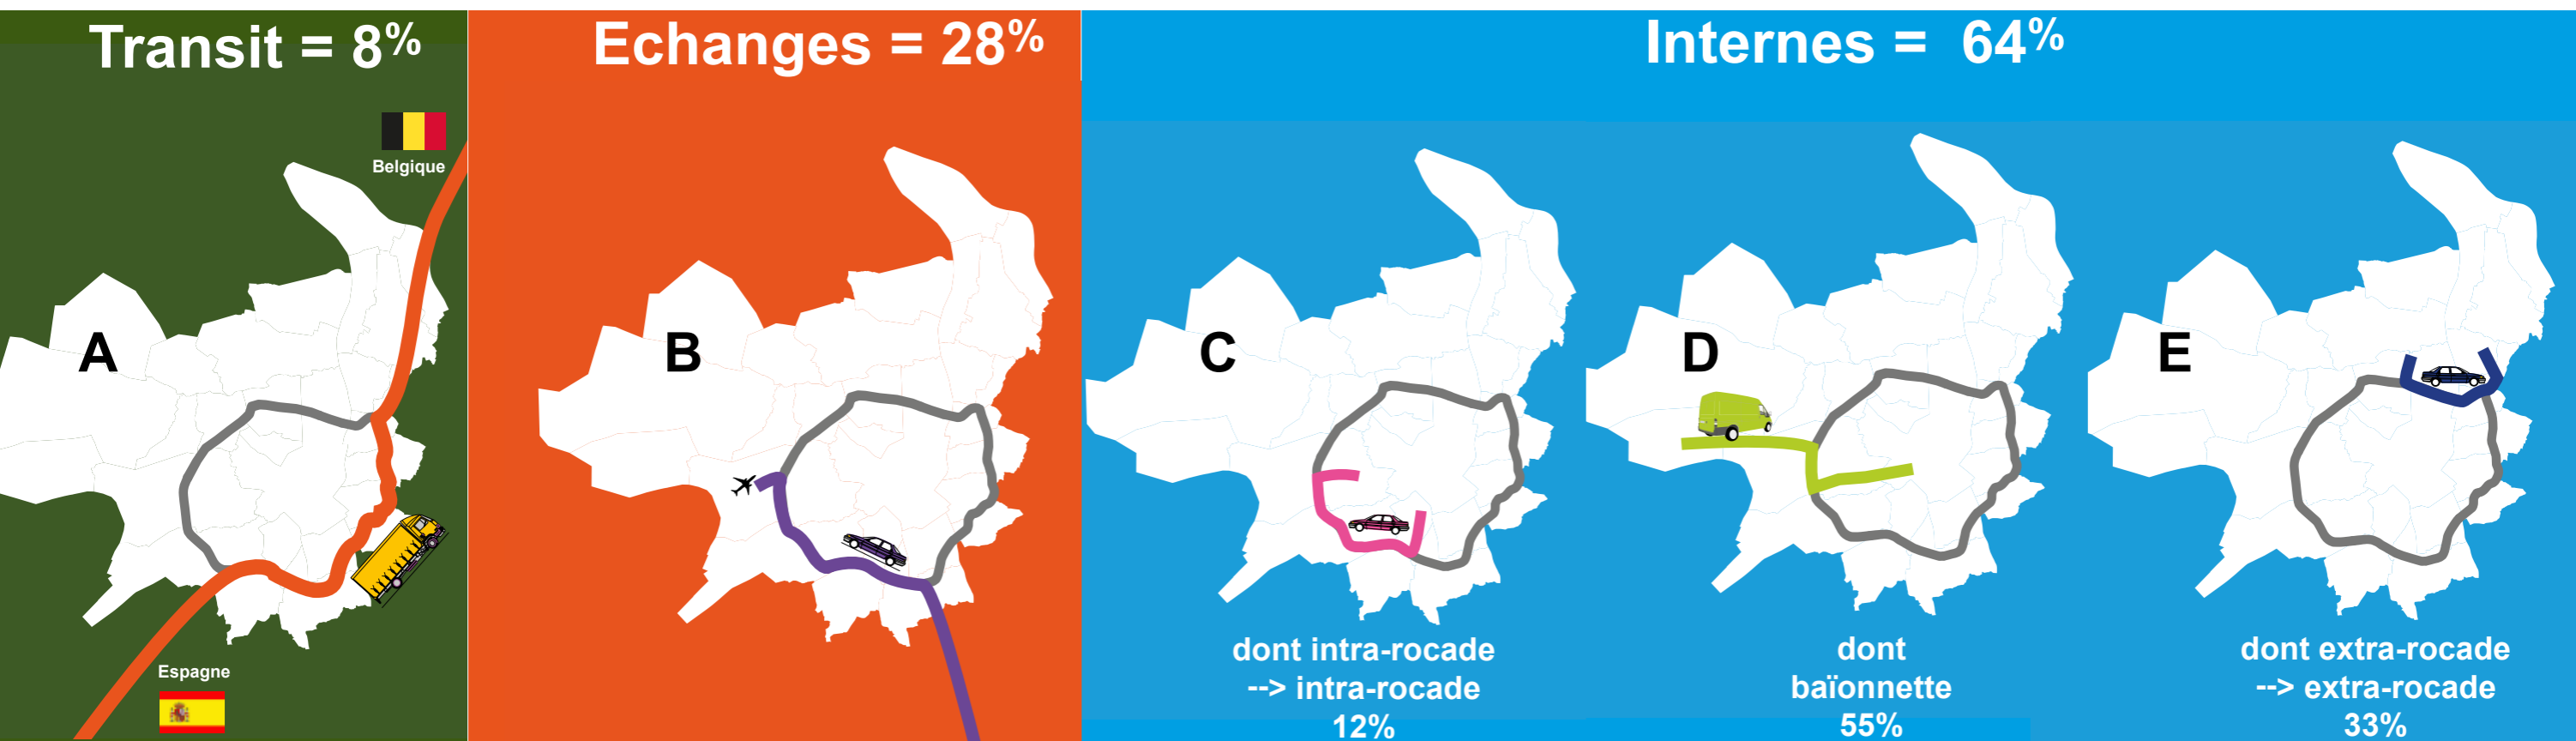 Transit = 8%
Echanges = 28%
Internes = 64%
Belgique
A
B
C
D
E
Espagne
dont intra-rocade
--> intra-rocade
12%
dont
baïonnette
55%
dont extra-rocade
--> extra-rocade
33%